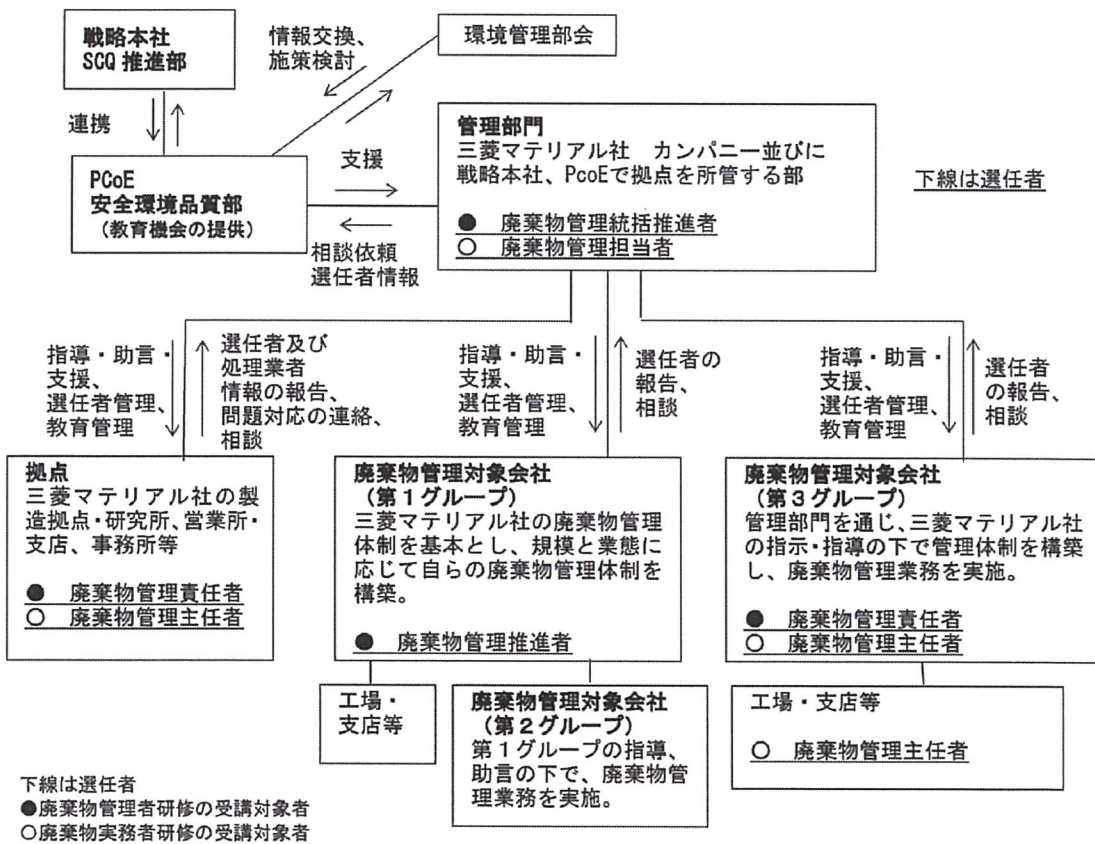 戦略本社
SCQ 推進部
情報交換、
施策検討
環境管理部会
連携
PCoE
安全環境品質部
（教育機会の提供）
支援
相談依頼
選任者情報
管理部門
三菱マテリアル社　カンパニー並びに
戦略本社、PcoEで拠点を所管する部
● 廃棄物管理統括推進者
○ 廃棄物管理担当者
下線は選任者
指導・助言・
支援、
選任者管理、
教育管理
選任者及び
処理業者
情報の報告、
問題対応の連絡、
相談
指導・助言・
支援、
選任者管理、
教育管理
選任者の
報告、
相談
指導・助言・
支援、
選任者管理、
教育管理
選任者
の報告、
相談
拠点
三菱マテリアル社の製
造拠点・研究所、営業所・
支店、事務所等
● 廃棄物管理責任者
○ 廃棄物管理主任者
廃棄物管理対象会社
（第１グループ）
三菱マテリアル社の廃棄物管理
体制を基本とし、規模と業態に
応じて自らの廃棄物管理体制を
構築。
● 廃棄物管理推進者
廃棄物管理対象会社
（第３グループ）
管理部門を通じ、三菱マテリアル社
の指示・指導の下で管理体制を構築
し、廃棄物管理業務を実施。
● 廃棄物管理責任者
○ 廃棄物管理主任者
工場・
支店等
廃棄物管理対象会社
（第２グループ）
第１グループの指導、
助言の下で、廃棄物管
理業務を実施。
工場・支店等
○ 廃棄物管理主任者
下線は選任者
●廃棄物管理者研修の受講対象者
○廃棄物実務者研修の受講対象者